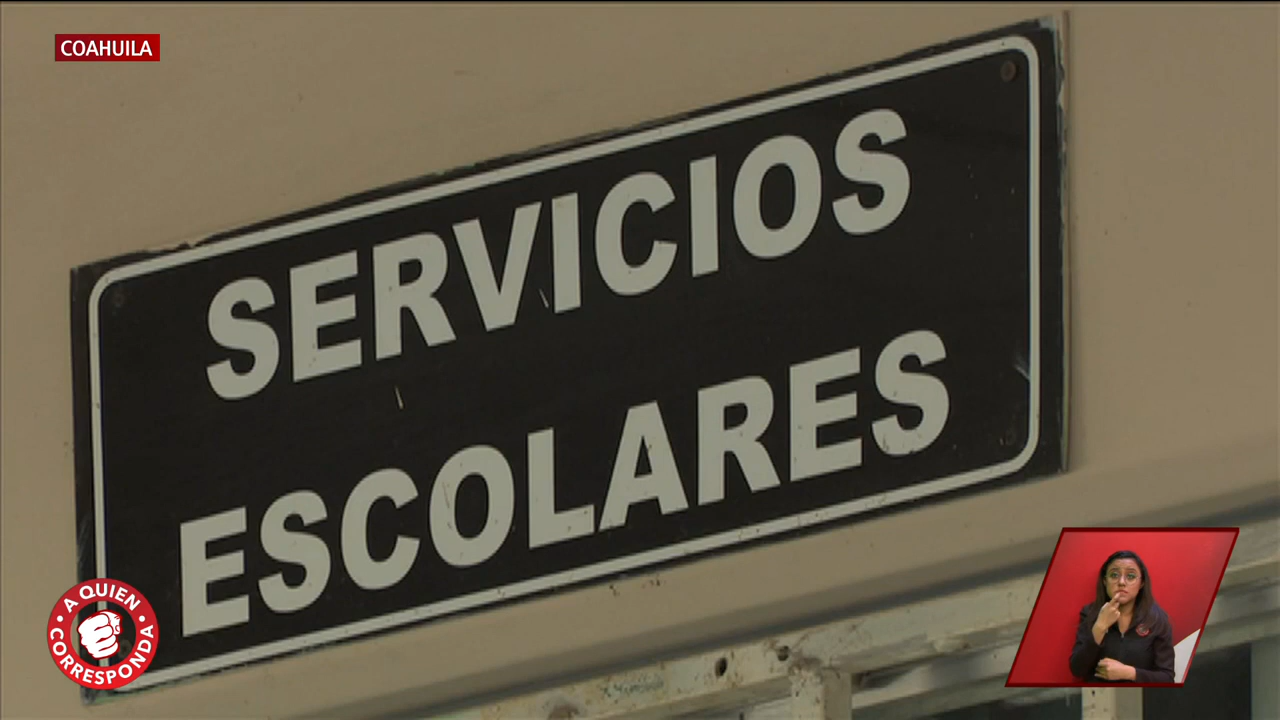 COAHUILA
SERVICIOS
ESCOLARES
A QUIEN
CORRESPONDA